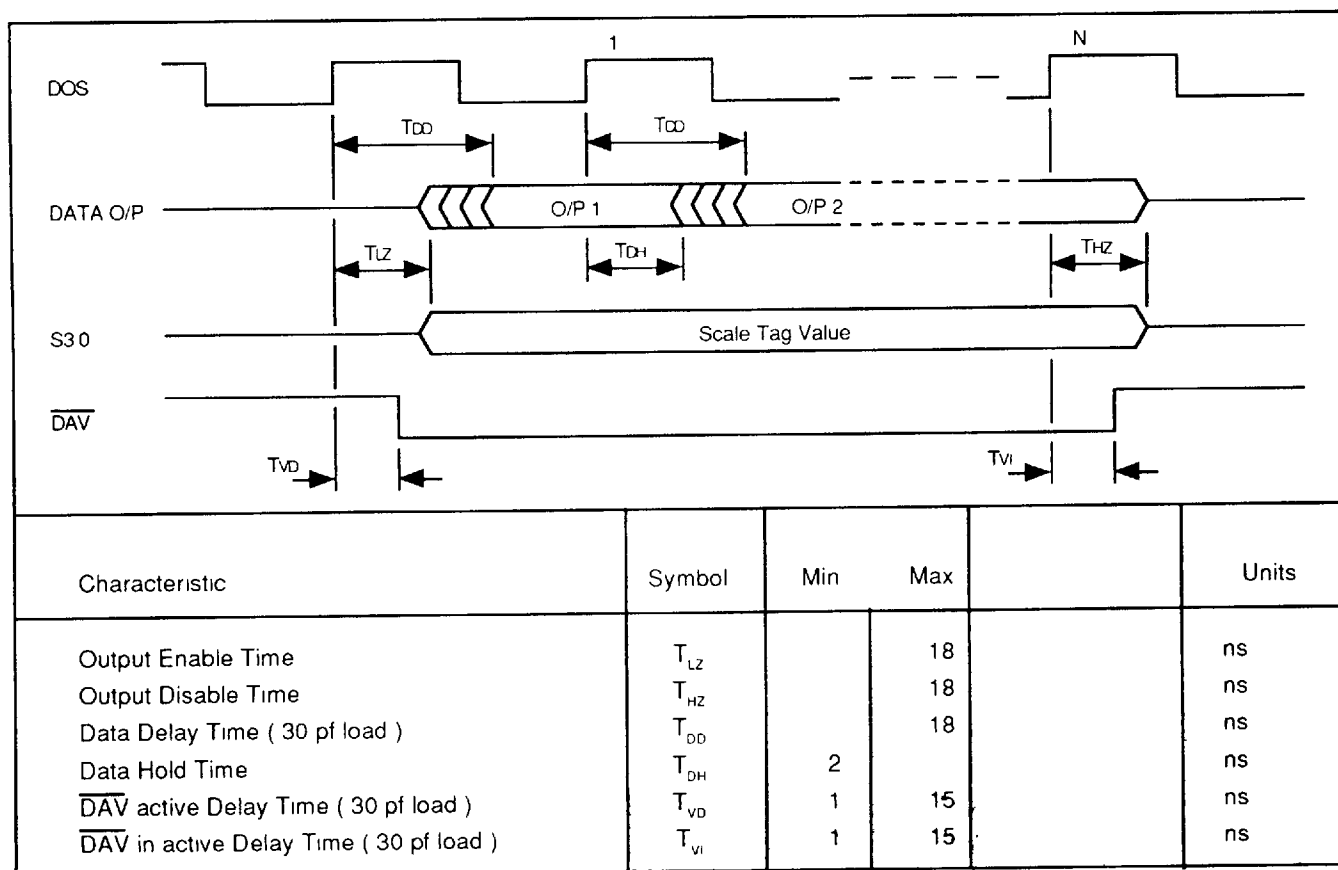 1 N
DOS
TDD TDD
DATA O/P O/P 1 O/P 2
TLZ TDH THZ
S30 Scale Tag Value
DAV
TVD TVI
Characteristic Symbol Min Max Units
Output Enable Time TLZ 18 ns
Output Disable Time THZ 18 ns
Data Delay Time ( 30 pf load ) TDD 18 ns
Data Hold Time TDH 2 ns
DAV active Delay Time ( 30 pf load ) TVD 1 15 ns
DAV in active Delay Time ( 30 pf load ) TVI 1 15 ns